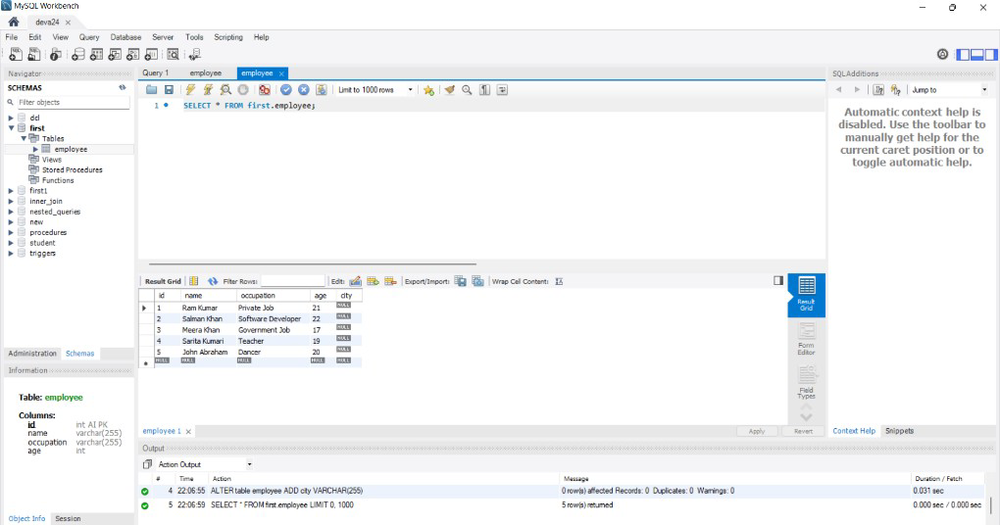 MySQL Workbench
deva24
File Edit View Query Database Server Tools Scripting Help
Navigator
SCHEMAS
Filter objects
dcl
first
Tables
employee
Views
Stored Procedures
Functions
first1
inner_join
nested_queries
new
procedures
student
triggers
Administration Schemas
Information
Table: employee
Columns:
id int AI PK
name varchar(255)
occupation varchar(255)
age int
Object Info Session
Query 1 employee employee
Limit to 1000 rows
1 SELECT * FROM first.employee;
Result Grid Filter Rows: Edit: Export/Import: Wrap Cell Content:
id name occupation age city
1 Ram Kumar Private Job 21 NULL
2 Salman Khan Software Developer 22 NULL
3 Meera Khan Government Job 17 NULL
4 Sarita Kumari Teacher 19 NULL
5 John Abraham Dancer 20 NULL
NULL NULL NULL NULL NULL
Result
Grid
Form
Editor
Field
Types
employee 1 Apply Revert
Output
Action Output
# Time Action Message Duration / Fetch
4 22:06:55 ALTER table employee ADD city VARCHAR(255) 0 row(s) affected Records: 0 Duplicates: 0 Warnings: 0 0.031 sec
5 22:06:59 SELECT * FROM first.employee LIMIT 0, 1000 5 row(s) returned 0.000 sec / 0.000 sec
SQLAdditions
Jump to
Automatic context help is
disabled. Use the toolbar to
manually get help for the
current caret position or to
toggle automatic help.
Context Help Snippets